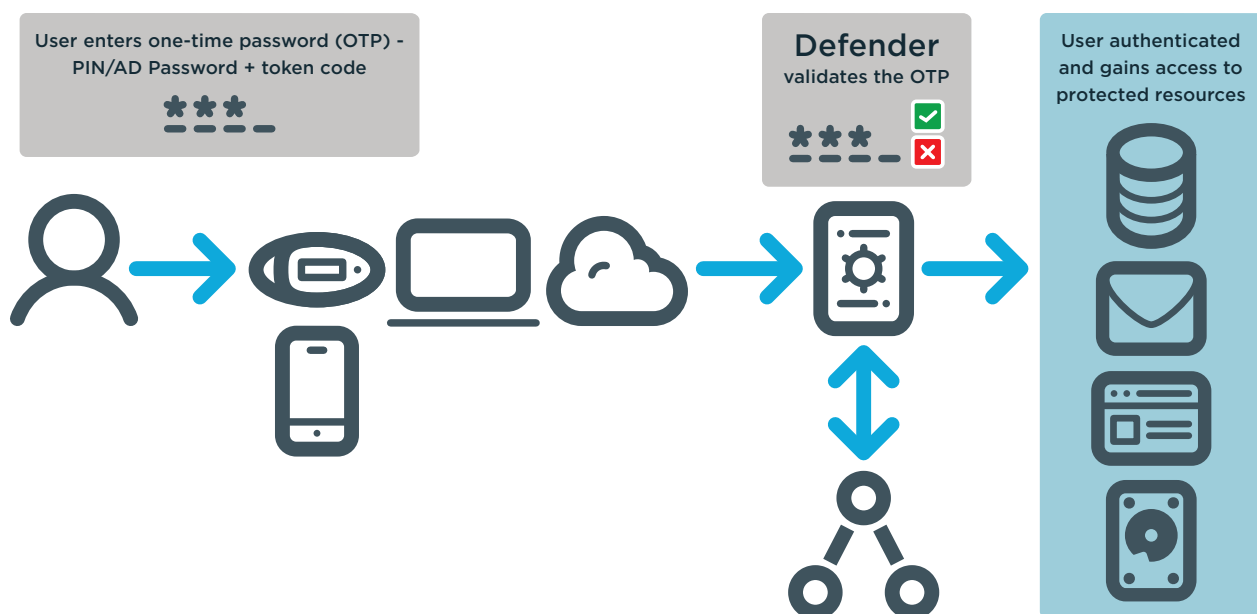 User enters one-time password (OTP) -
PIN/AD Password + token code
Defender
validates the OTP
User authenticated
and gains access to
protected resources